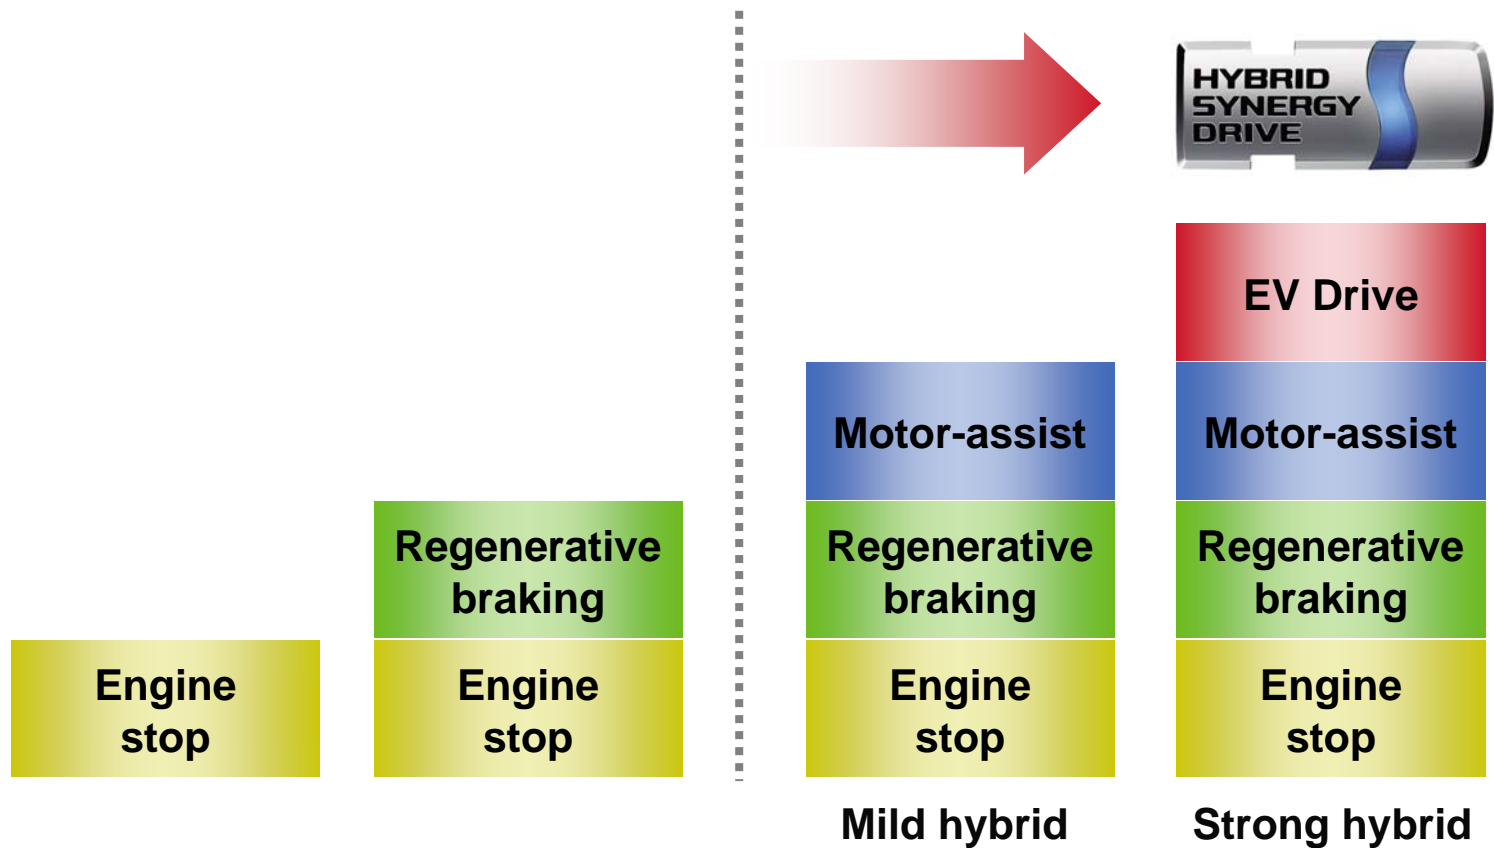 HYBRID
SYNERGY
DRIVE
EV Drive
Motor-assist
Motor-assist
Regenerative
braking
Regenerative
braking
Regenerative
braking
Engine
stop
Engine
stop
Engine
stop
Engine
stop
Mild hybrid
Strong hybrid